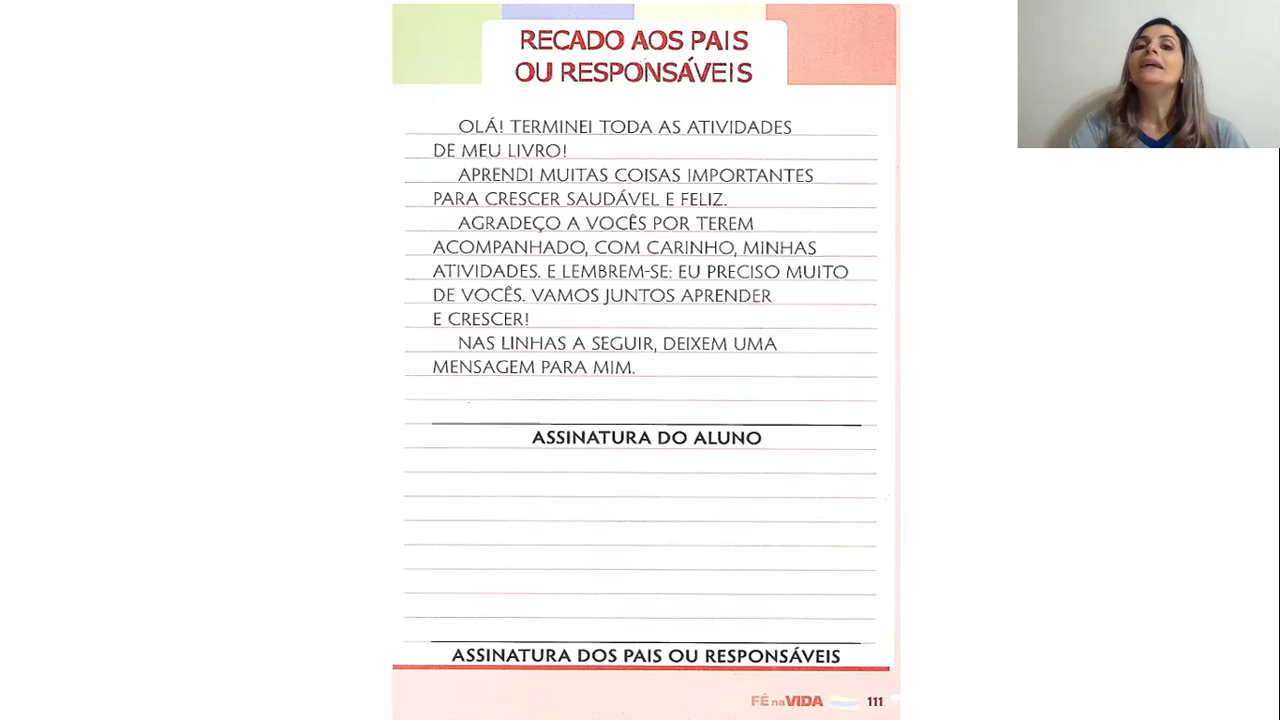 RECADO AOS PAIS
OU RESPONSÁVEIS
OLÁ! TERMINEI TODA AS ATIVIDADES
DE MEU LIVRO!
APRENDI MUITAS COISAS IMPORTANTES
PARA CRESCER SAUDÁVEL E FELIZ.
AGRADEÇO A VOCÊS POR TEREM
ACOMPANHADO, COM CARINHO, MINHAS
ATIVIDADES. E LEMBREM-SE: EU PRECISO MUITO
DE VOCÊS. VAMOS JUNTOS APRENDER
E CRESCER!
NAS LINHAS A SEGUIR, DEIXEM UMA
MENSAGEM PARA MIM.
ASSINATURA DO ALUNO
ASSINATURA DOS PAIS OU RESPONSÁVEIS
FÊ na VIDA 111